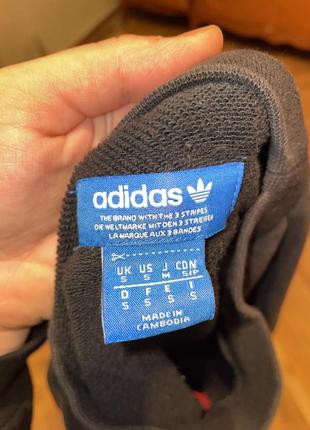 adidas
THE BRAND WITH THE 3 STRIPES
DIE WELTMARKE MIT DEN 3 STREIFEN
LA MARQUE AUX 3 BANDES
UK US J CDN
S S M S/P
D F E I
S S S S
MADE IN
CAMBODIA